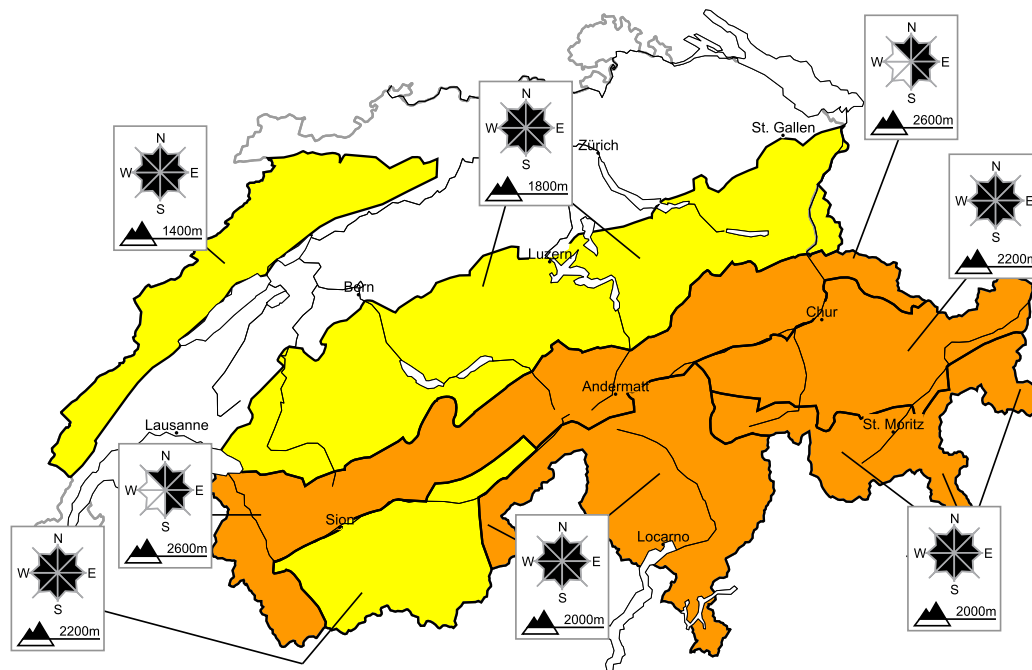 N
W E
S
2600m
N
W E
S
1800m
St. Gallen
Zürich
N
W E
S
1400m
N
W E
S
2200m
Luzern
Bern
Chur
Andermatt
St. Moritz
Lausanne
N
W E
S
2600m
Sion
Locarno
N
W E
S
2200m
N
W E
S
2000m
N
W E
S
2000m